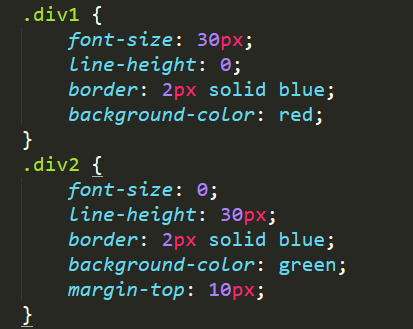 .div1 {
    font-size: 30px;
    line-height: 0;
    border: 2px solid blue;
    background-color: red;
}
.div2 {
    font-size: 0;
    line-height: 30px;
    border: 2px solid blue;
    background-color: green;
    margin-top: 10px;
}